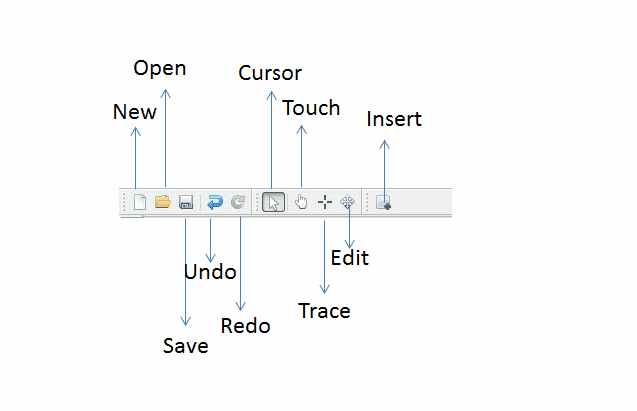 Open
Cursor
New
Touch
Insert
Undo
Edit
Trace
Redo
Save